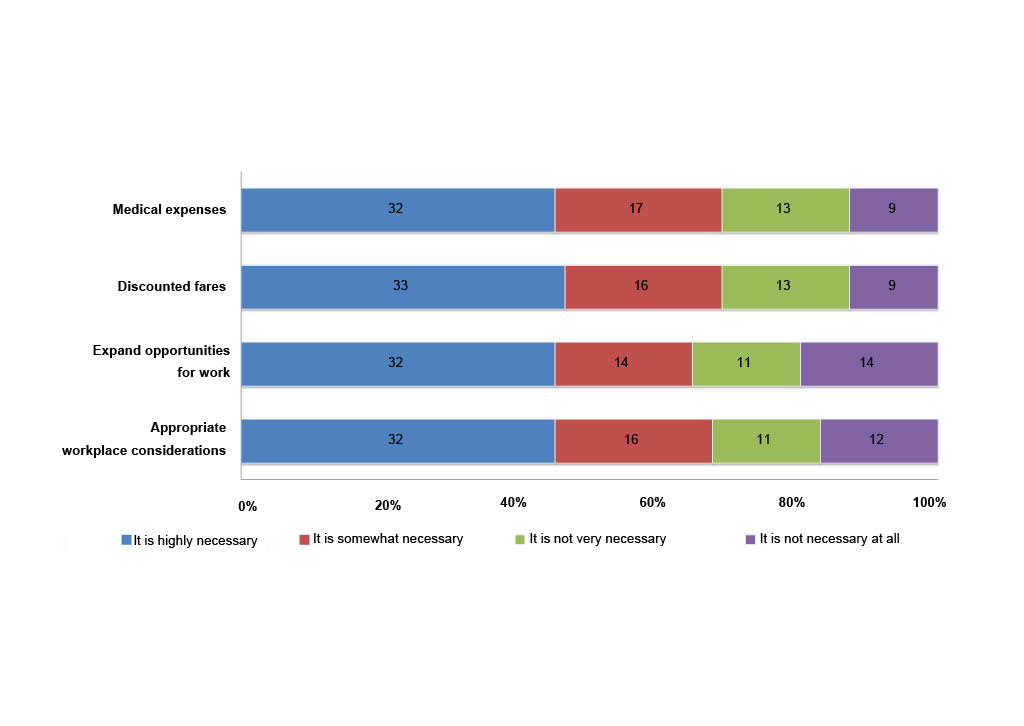 Medical expenses
32 17 13 9
Discounted fares
33 16 13 9
Expand opportunities
for work
32 14 11 14
Appropriate
workplace considerations
32 16 11 12
0% 20% 40% 60% 80% 100%
It is highly necessary It is somewhat necessary It is not very necessary It is not necessary at all